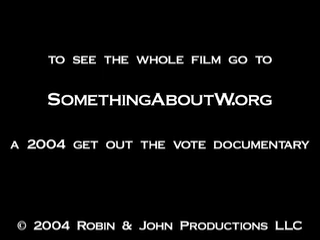 TO SEE THE WHOLE FILM GO TO
SOMETHINGABOUTW.ORG
A 2004 GET OUT THE VOTE DOCUMENTARY
© 2004 ROBIN & JOHN PRODUCTIONS LLC